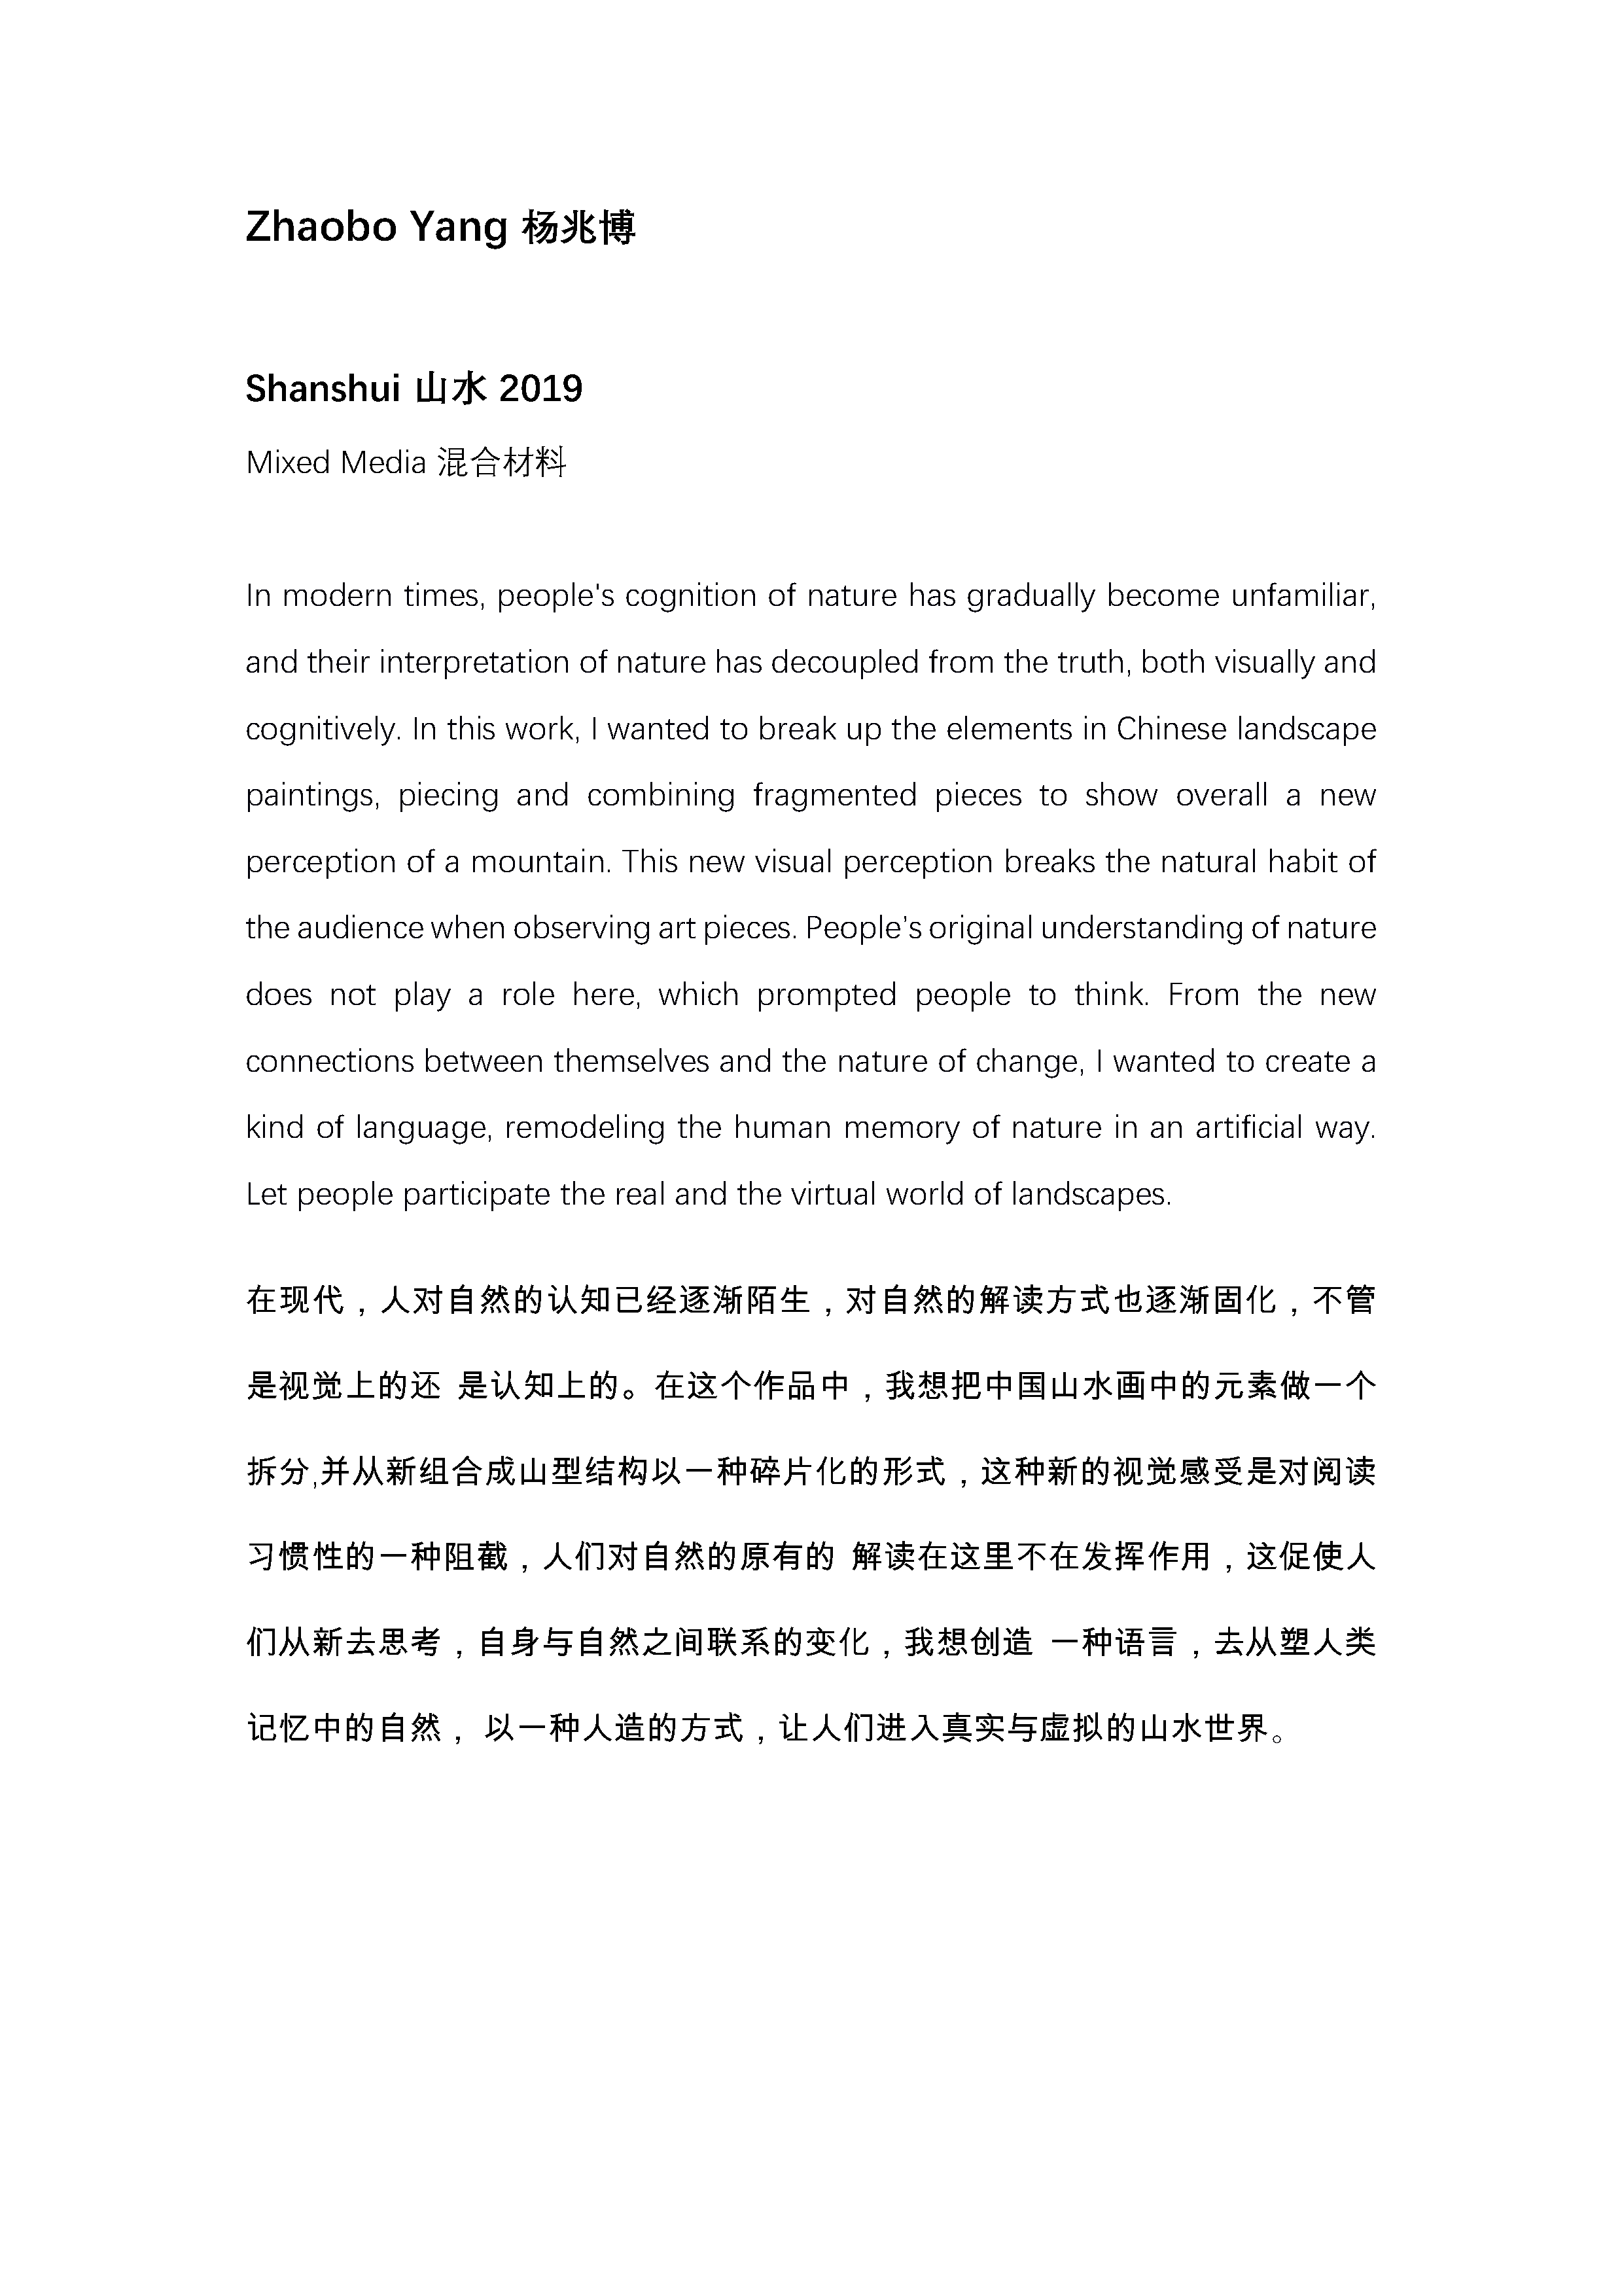 Zhaobo Yang 杨兆博
Shanshui 山水 2019
Mixed Media 混合材料
In modern times, people's cognition of nature has gradually become unfamiliar,
and their interpretation of nature has decoupled from the truth, both visually and
cognitively. In this work, I wanted to break up the elements in Chinese landscape
paintings, piecing and combining fragmented pieces to show overall a new
perception of a mountain. This new visual perception breaks the natural habit of
the audience when observing art pieces. People’s original understanding of nature
does not play a role here, which prompted people to think. From the new
connections between themselves and the nature of change, I wanted to create a
kind of language, remodeling the human memory of nature in an artificial way.
Let people participate the real and the virtual world of landscapes.
在现代，人对自然的认知已经逐渐陌生，对自然的解读方式也逐渐固化，不管
是视觉上的还 是认知上的。在这个作品中，我想把中国山水画中的元素做一个
拆分,并从新组合成山型结构以一种碎片化的形式，这种新的视觉感受是对阅读
习惯性的一种阻截，人们对自然的原有的 解读在这里不在发挥作用，这促使人
们从新去思考，自身与自然之间联系的变化，我想创造 一种语言，去从塑人类
记忆中的自然， 以一种人造的方式，让人们进入真实与虚拟的山水世界。